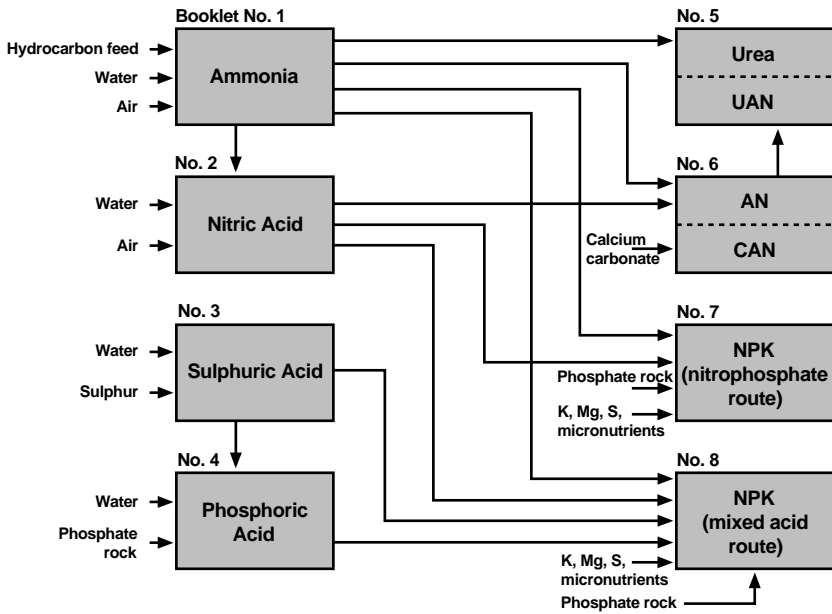 Booklet No. 1
Hydrocarbon feed
Water
Air
Ammonia
No. 5
Urea
UAN
No. 2
Water
Air
Nitric Acid
No. 6
AN
CAN
Calcium
carbonate
No. 3
Water
Sulphur
Sulphuric Acid
No. 7
NPK
(nitrophosphate
route)
Phosphate rock
K, Mg, S,
micronutrients
No. 4
Water
Phosphate
rock
Phosphoric
Acid
No. 8
NPK
(mixed acid
route)
K, Mg, S,
micronutrients
Phosphate rock